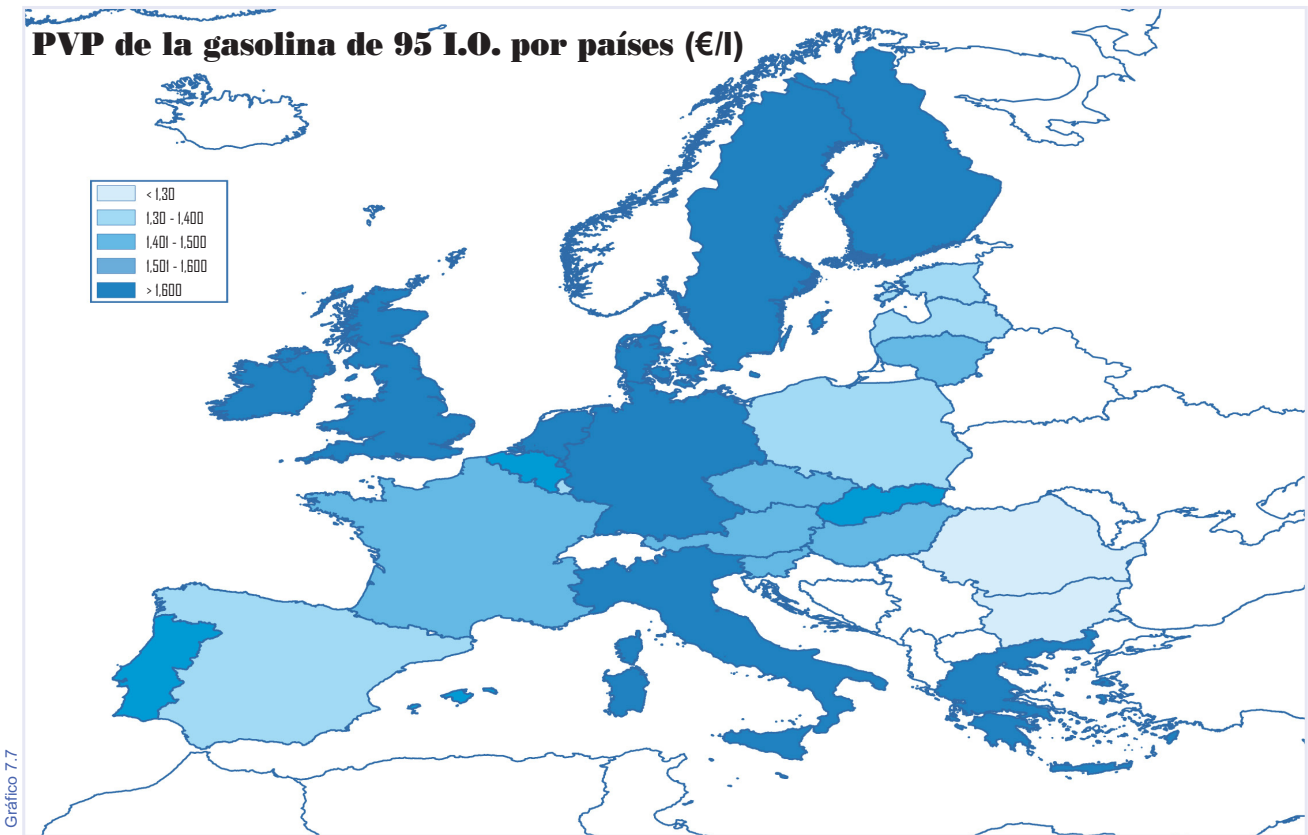 PVP de la gasolina de 95 I.O. por países (€/l)
< 1,30
1,30 - 1,400
1,401 - 1,500
1,501 - 1,600
> 1,600
Gráfico 7.7